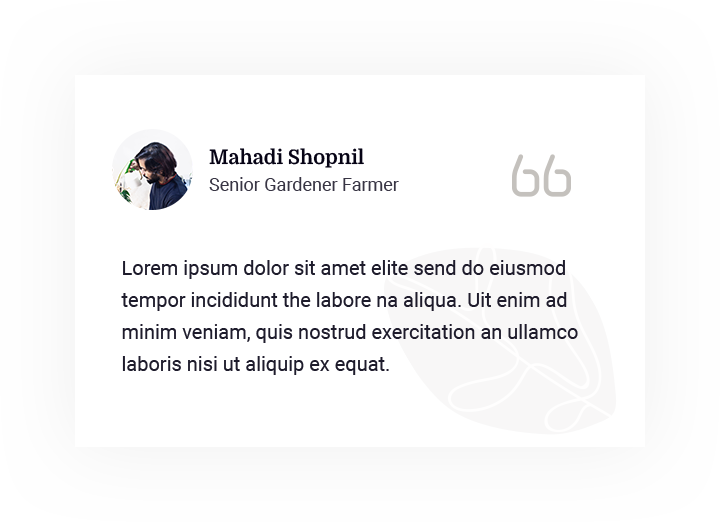 Mahadi Shopnil
Senior Gardener Farmer
Lorem ipsum dolor sit amet elite send do eiusmod
tempor incididunt the labore na aliqua. Uit enim ad
minim veniam, quis nostrud exercitation an ullamco
laboris nisi ut aliquip ex equat.